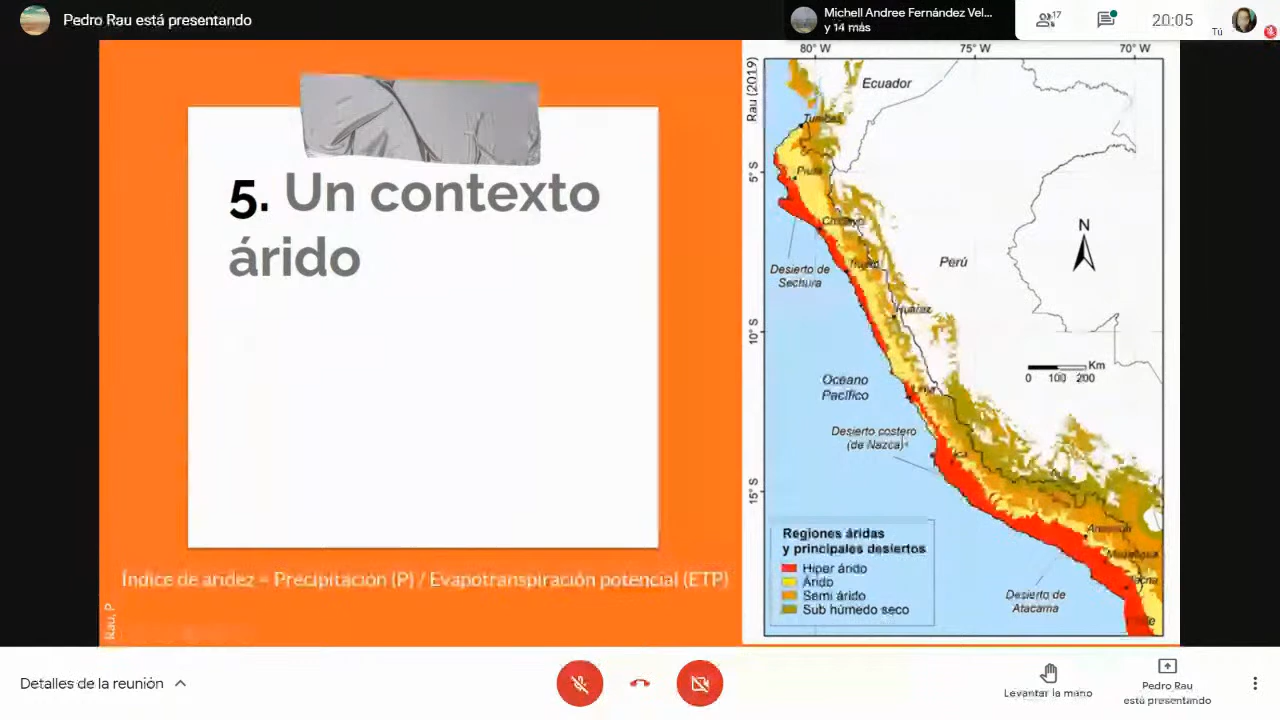 Pedro Rau está presentando
Michell Andree Fernández Vel...
y 14 más
17
20:05
Tú
5. Un contexto
árido
Índice de aridez = Precipitación (P) / Evapotranspiración potencial (ETP)
Rau, P
Rau (2019)
80° W
75° W
70° W
5° S
10° S
15° S
Ecuador
Tumbes
Piura
Chiclayo
Desierto de
Sechura
Trujillo
Perú
N
Huaraz
Km
0 100 200
Océano
Pacífico
Lima
Desierto costero
(de Nazca)
Ica
Arequipa
Moquegua
Tacna
Desierto de
Atacama
Chile
Regiones áridas
y principales desiertos
Hiper árido
Árido
Semi árido
Sub húmedo seco
Detalles de la reunión
Levantar la mano
Pedro Rau
está presentando